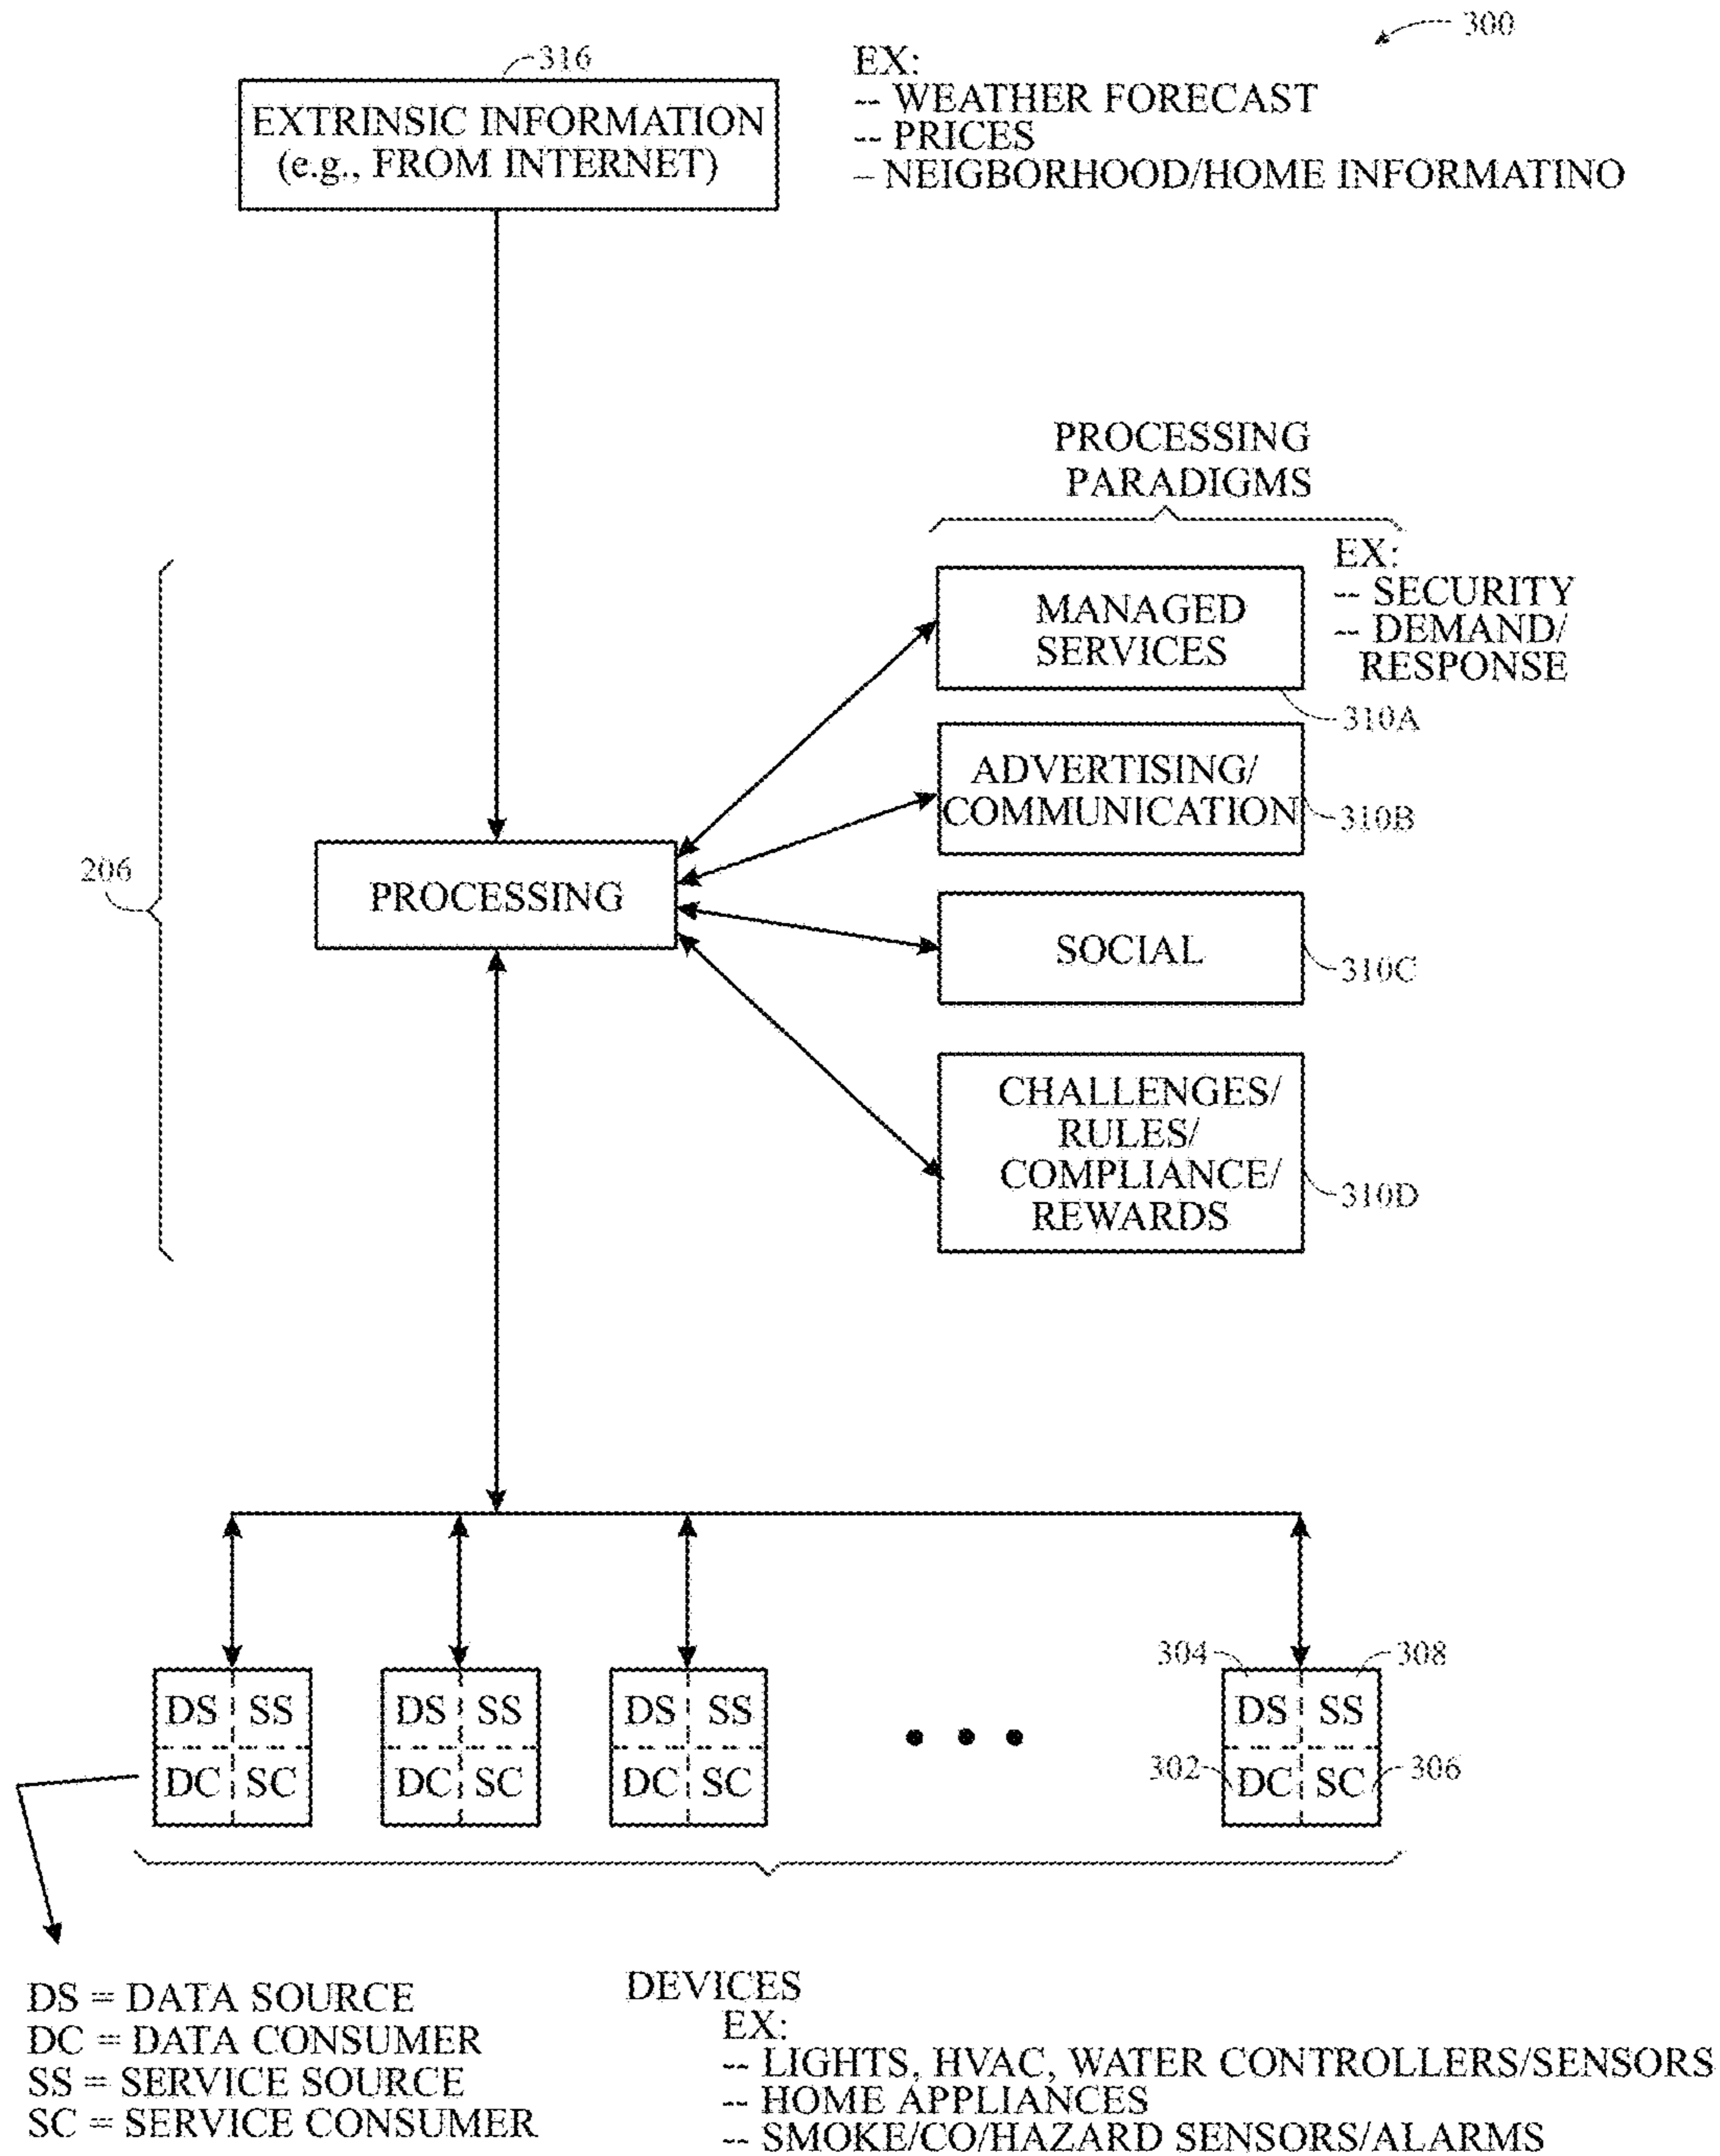 300
316
EXTRINSIC INFORMATION
(e.g., FROM INTERNET)
EX:
-- WEATHER FORECAST
-- PRICES
– NEIGBORHOOD/HOME INFORMATINO
PROCESSING
PARADIGMS
MANAGED
SERVICES
EX:
-- SECURITY
-- DEMAND/
RESPONSE
310A
ADVERTISING/
COMMUNICATION
310B
206
PROCESSING
SOCIAL
310C
CHALLENGES/
RULES/
COMPLIANCE/
REWARDS
310D
304
308
DS SS
DC SC
DS SS
DC SC
DS SS
DC SC
• • •
DS SS
DC SC
302
306
DS = DATA SOURCE
DC = DATA CONSUMER
SS = SERVICE SOURCE
SC = SERVICE CONSUMER
DEVICES
EX:
-- LIGHTS, HVAC, WATER CONTROLLERS/SENSORS
-- HOME APPLIANCES
-- SMOKE/CO/HAZARD SENSORS/ALARMS